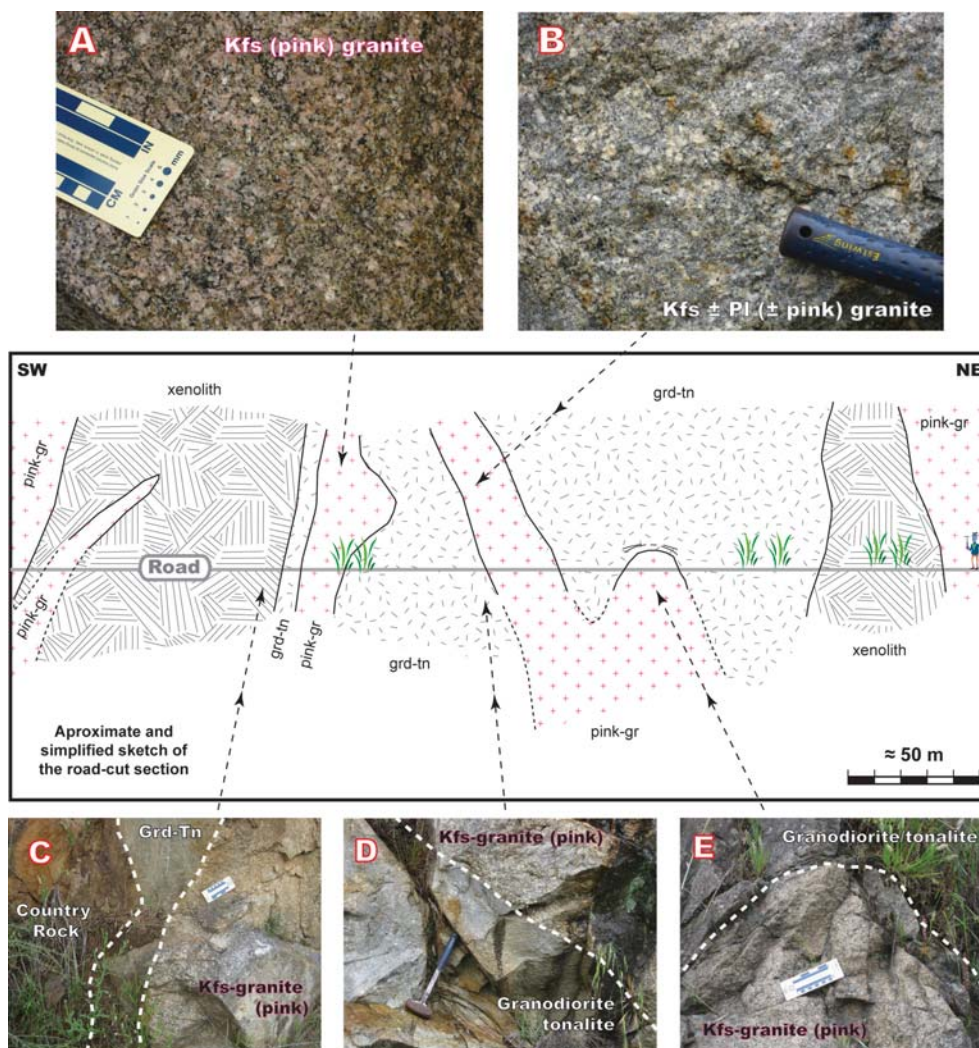 A
Kfs (pink) granite
IN
CM
mm
B
Estwing
Kfs ± Pl (± pink) granite
SW
NE
xenolith
grd-tn
pink-gr
pink-gr
Road
pink-gr
grd-tn
pink-gr
grd-tn
xenolith
pink-gr
Aproximate and
simplified sketch of
the road-cut section
≈ 50 m
C
Grd-Tn
Country
Rock
Kfs-granite
(pink)
D
Kfs-granite (pink)
Granodiorite
tonalite
E
Granodiorite tonalite
Kfs-granite (pink)